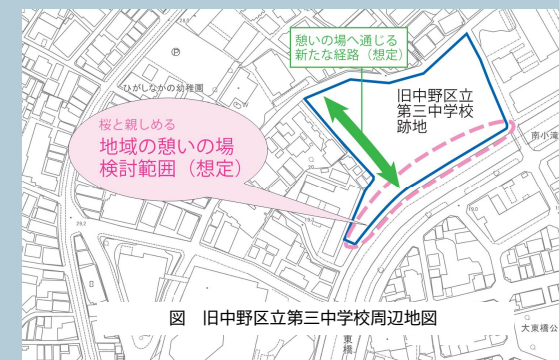 憩いの場へ通じる
新たな経路（想定）
旧中野区立
第三中学校
跡地
ひがしなかの幼稚園
桜と親しめる
地域の憩いの場
検討範囲（想定）
南小滝
図　旧中野区立第三中学校周辺地図
大東橋公
東
橋